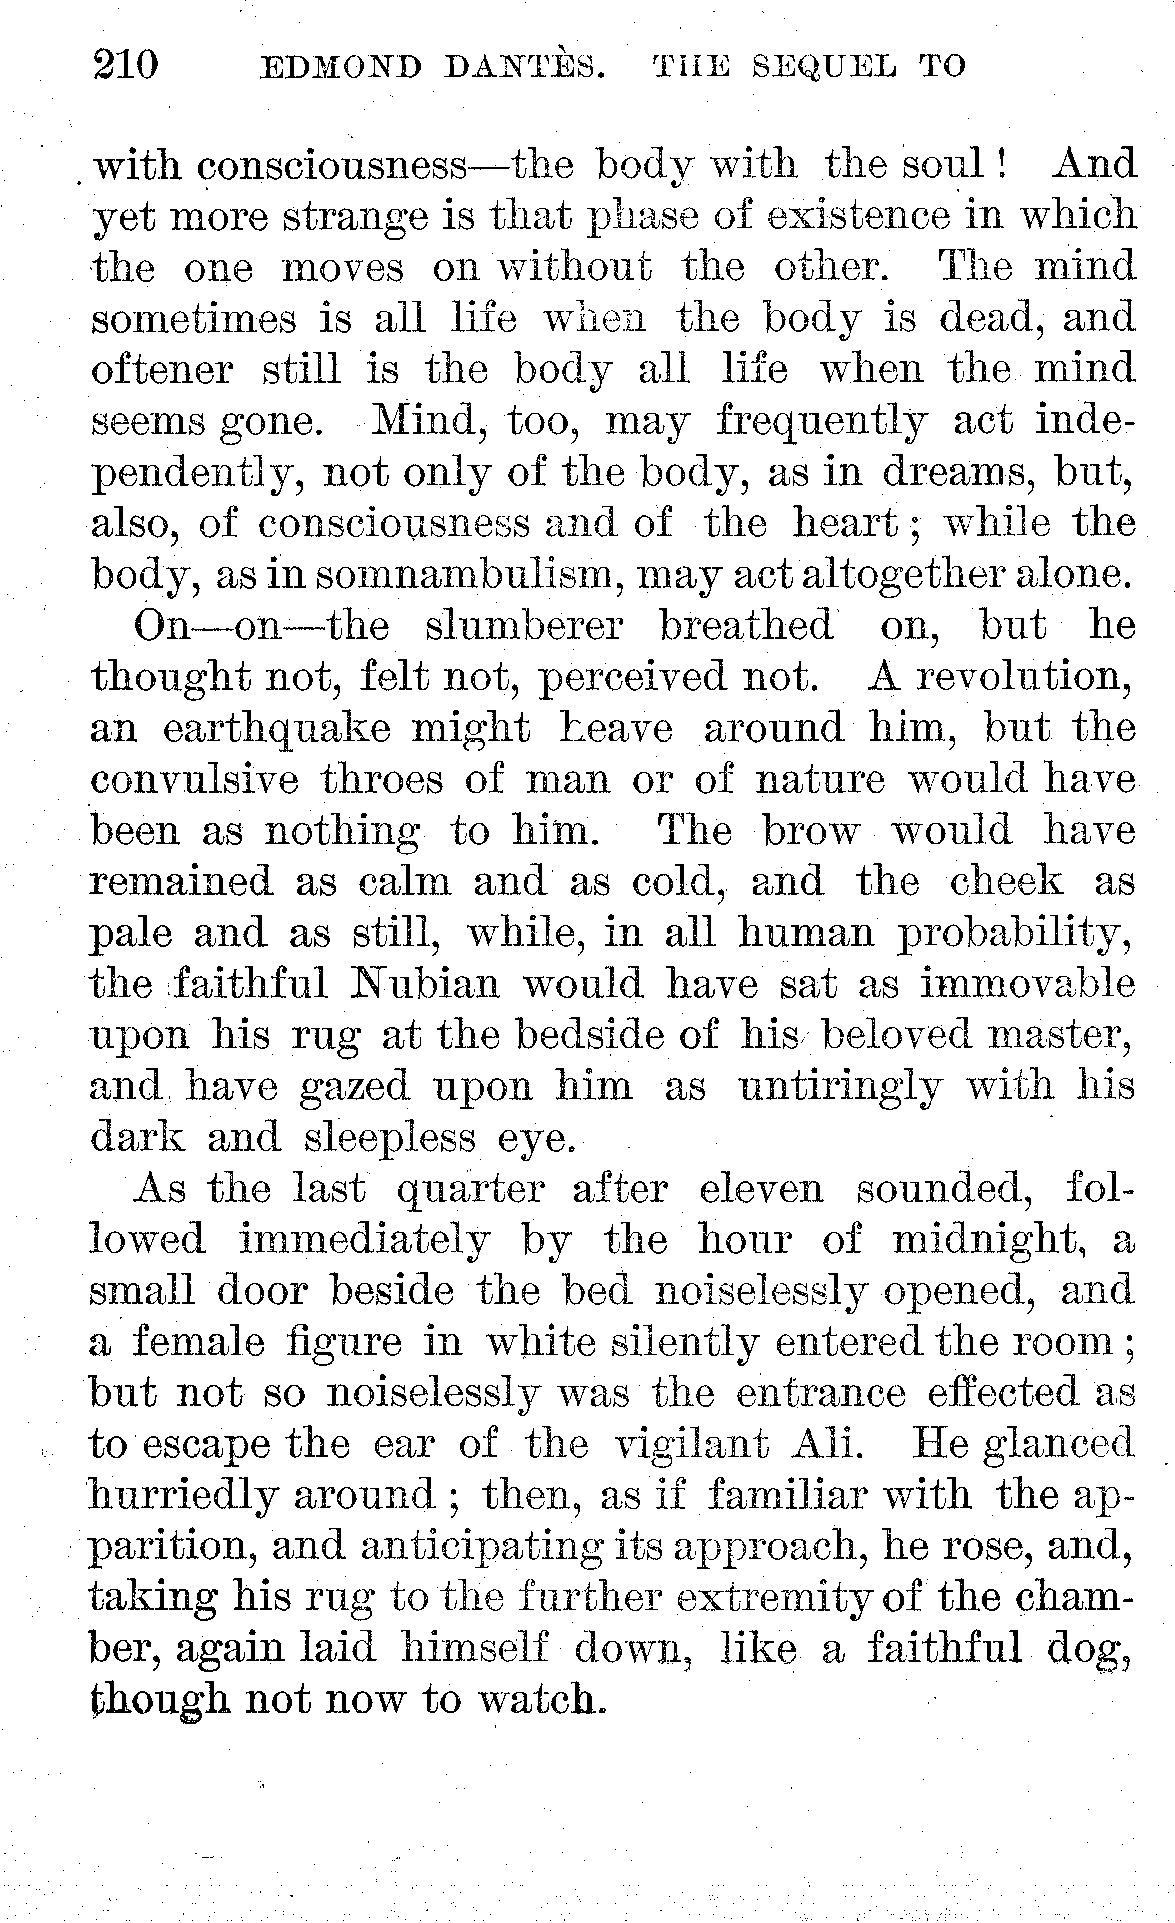 210 EDMOND DANTÈS. THE SEQUEL TO
with consciousness—the body with the soul! And
yet more strange is that phase of existence in which
the one moves on without the other. The mind
sometimes is all life when the body is dead, and
oftener still is the body all life when the mind
seems gone. Mind, too, may frequently act inde-
pendently, not only of the body, as in dreams, but,
also, of consciousness and of the heart; while the
body, as in somnambulism, may act altogether alone.
On—on—the slumberer breathed on, but he
thought not, felt not, perceived not. A revolution,
an earthquake might heave around him, but the
convulsive throes of man or of nature would have
been as nothing to him. The brow would have
remained as calm and as cold, and the cheek as
pale and as still, while, in all human probability,
the faithful Nubian would have sat as immovable
upon his rug at the bedside of his beloved master,
and have gazed upon him as untiringly with his
dark and sleepless eye.
As the last quarter after eleven sounded, fol-
lowed immediately by the hour of midnight, a
small door beside the bed noiselessly opened, and
a female figure in white silently entered the room;
but not so noiselessly was the entrance effected as
to escape the ear of the vigilant Ali. He glanced
hurriedly around; then, as if familiar with the ap-
parition, and anticipating its approach, he rose, and,
taking his rug to the further extremity of the cham-
ber, again laid himself down, like a faithful dog,
though not now to watch.